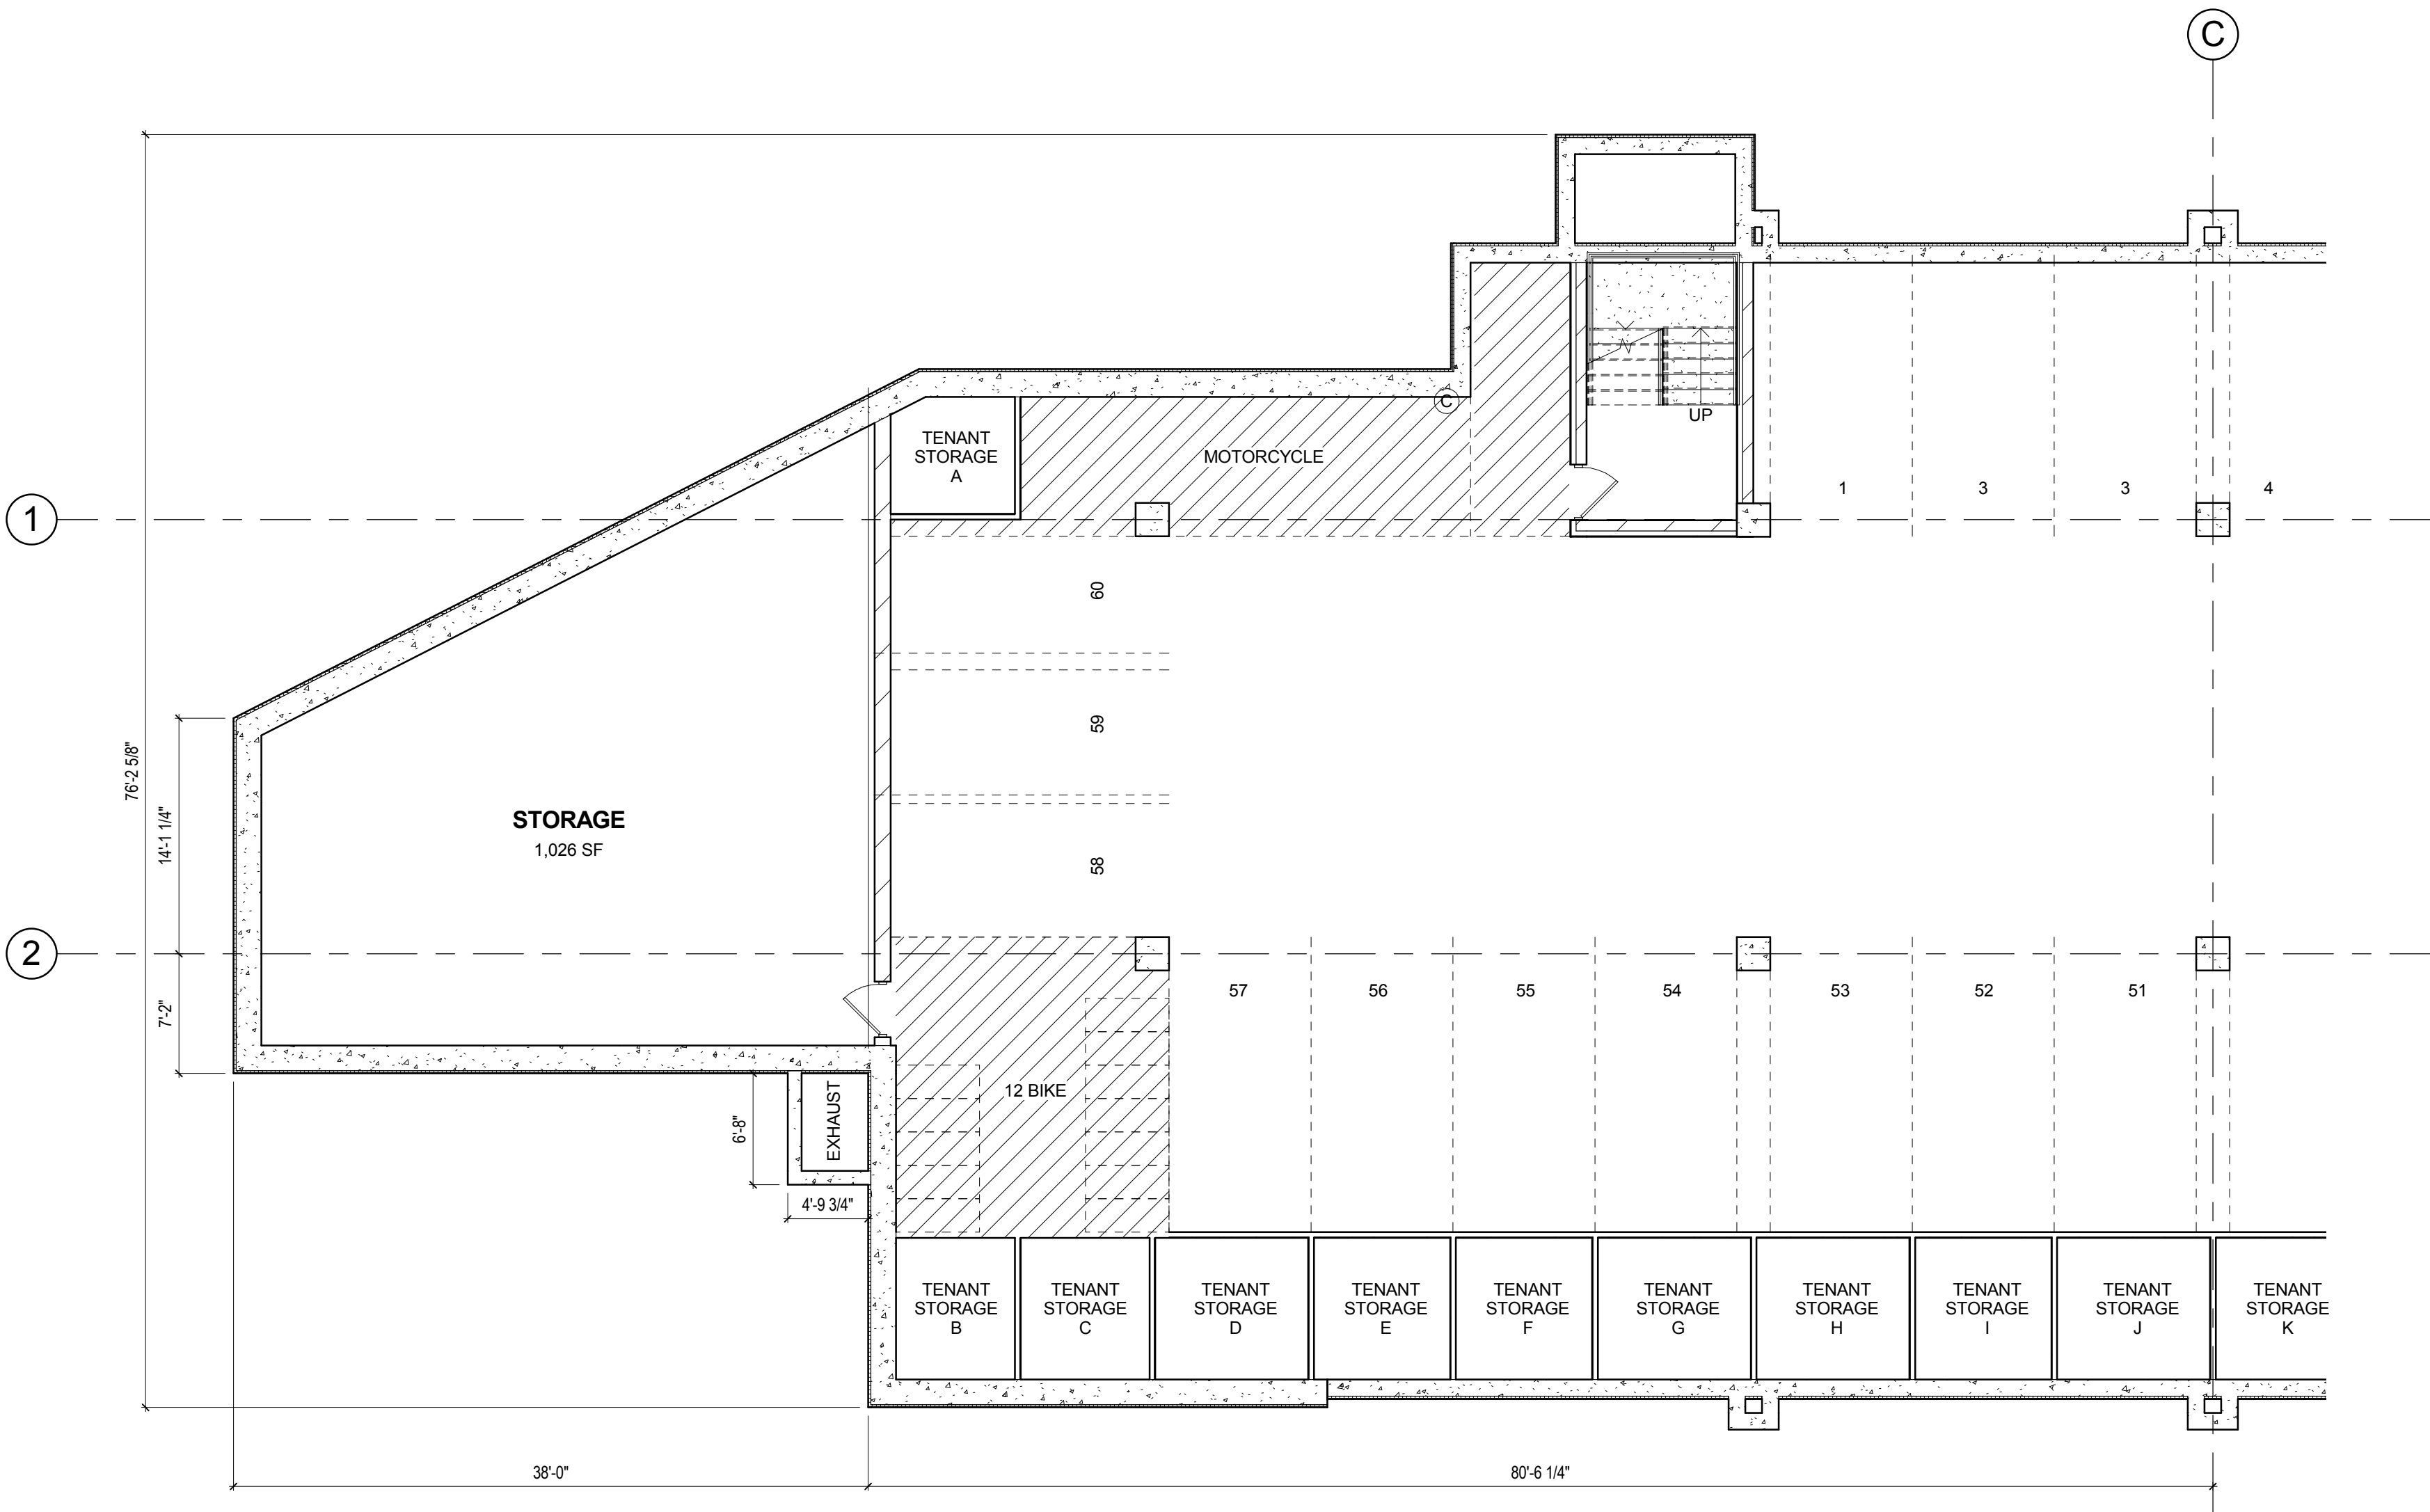 C
TENANT
STORAGE
A
MOTORCYCLE
C
UP
1
3
3
4
1
60
59
58
76'-2 5/8"
14'-1 1/4"
7'-2"
STORAGE
1,026 SF
2
57
56
55
54
53
52
51
12 BIKE
EXHAUST
6'-8"
4'-9 3/4"
TENANT
STORAGE
B
TENANT
STORAGE
C
TENANT
STORAGE
D
TENANT
STORAGE
E
TENANT
STORAGE
F
TENANT
STORAGE
G
TENANT
STORAGE
H
TENANT
STORAGE
I
TENANT
STORAGE
J
TENANT
STORAGE
K
38'-0"
80'-6 1/4"